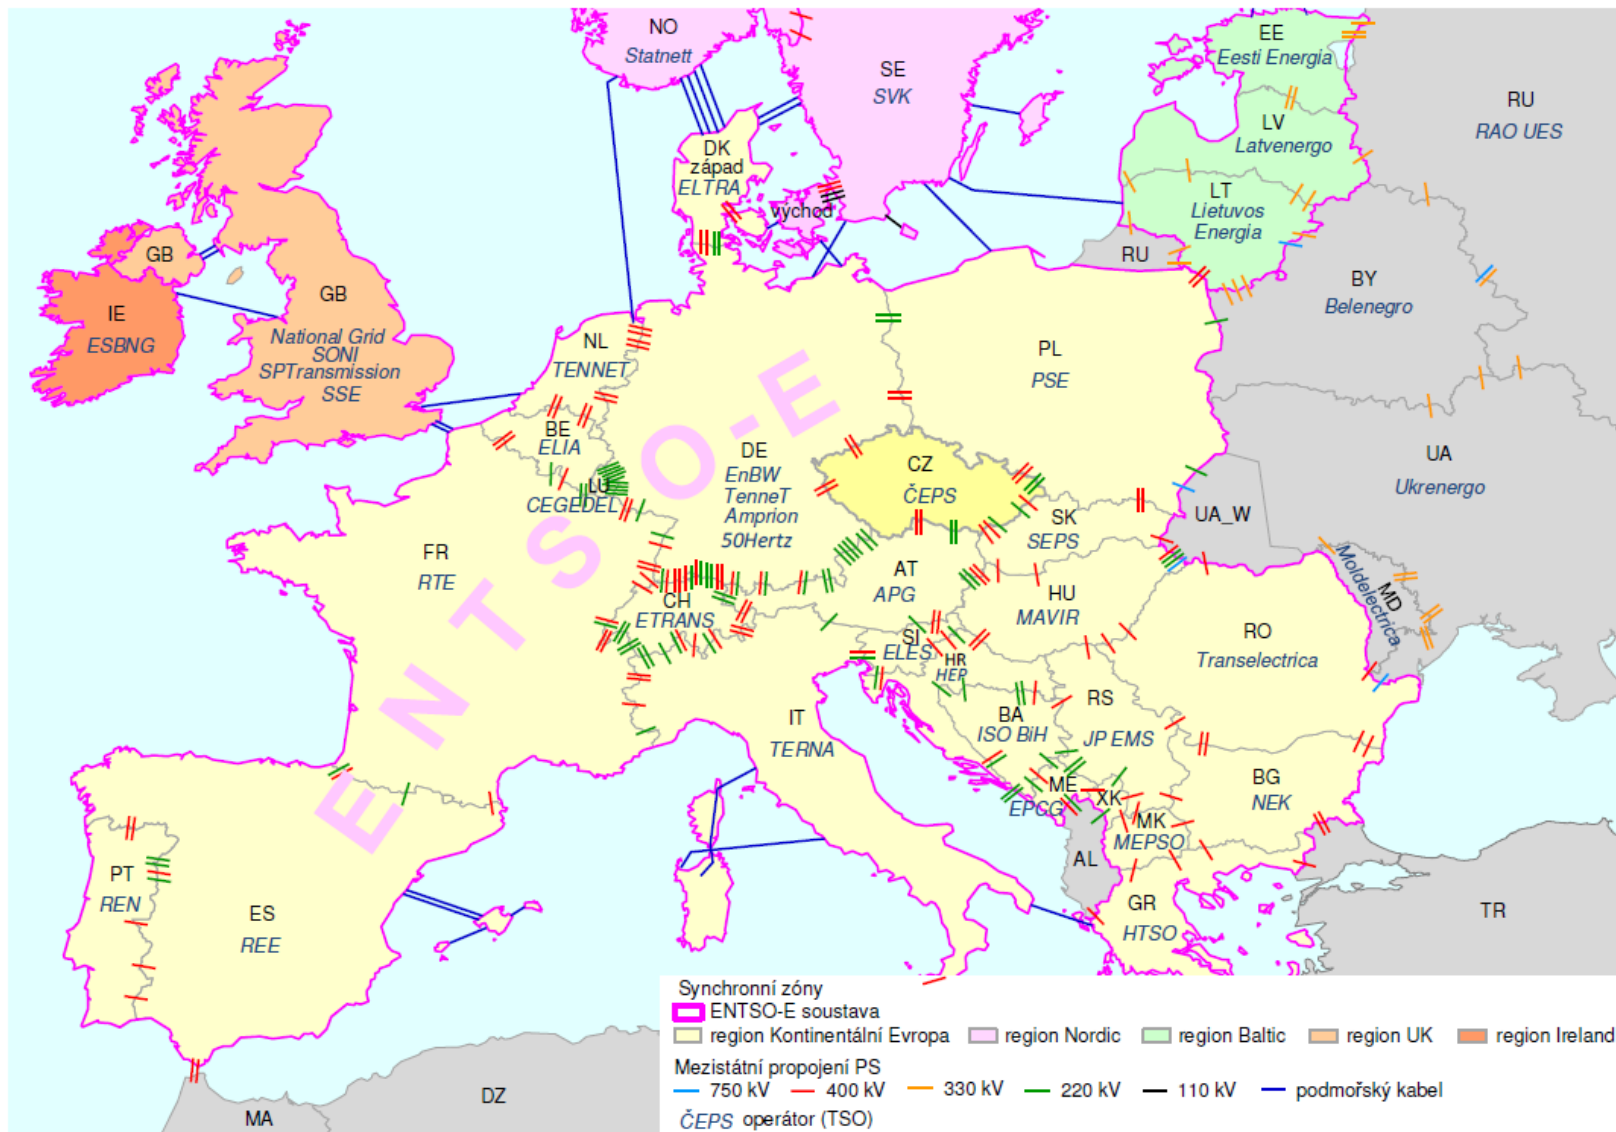 NO
Statnett
SE
SVK
EE
Eesti Energia
RU
RAO UES
LV
Latvenergo
LT
Lietuvos
Energia
DK
západ
ELTRA
východ
RU
BY
Belenegro
GB
IE
ESBNG
GB
National Grid
SONI
SPTransmission
SSE
NL
TENNET
PL
PSE
BE
ELIA
LU
CEGEDEL
DE
EnBW
TenneT
Amprion
50Hertz
CZ
ČEPS
UA
Ukrenergo
UA_W
SK
SEPS
FR
RTE
CH
ETRANS
AT
APG
HU
MAVIR
MD
Moldelectrica
RO
Transelectrica
SI
ELES
HR
HEP
BA
ISO BiH
RS
JP EMS
IT
TERNA
ME
EPCG
XK
MK
MEPSO
BG
NEK
AL
GR
HTSO
TR
PT
REN
ES
REE
MA
DZ
ENTSO-E
Synchronní zóny
ENTSO-E soustava
region Kontinentální Evropa
region Nordic
region Baltic
region UK
region Ireland
Mezistátní propojení PS
750 kV
400 kV
330 kV
220 kV
110 kV
podmořský kabel
ČEPS operátor (TSO)